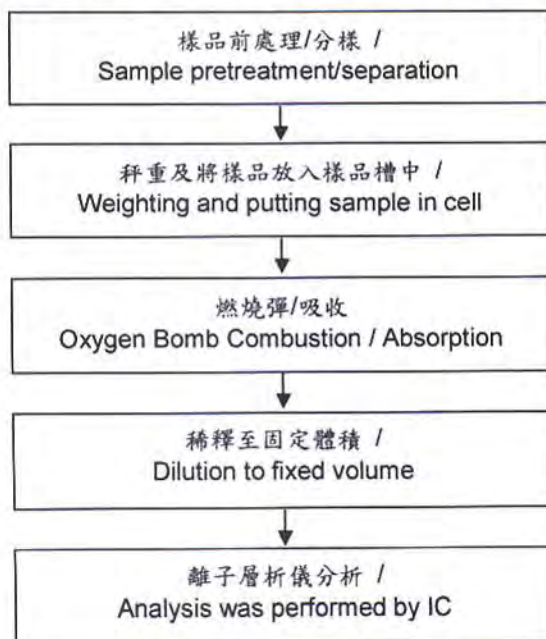 樣品前處理/分樣 /
Sample pretreatment/separation
秤重及將樣品放入樣品槽中 /
Weighting and putting sample in cell
燃燒彈/吸收
Oxygen Bomb Combustion / Absorption
稀釋至固定體積 /
Dilution to fixed volume
離子層析儀分析 /
Analysis was performed by IC